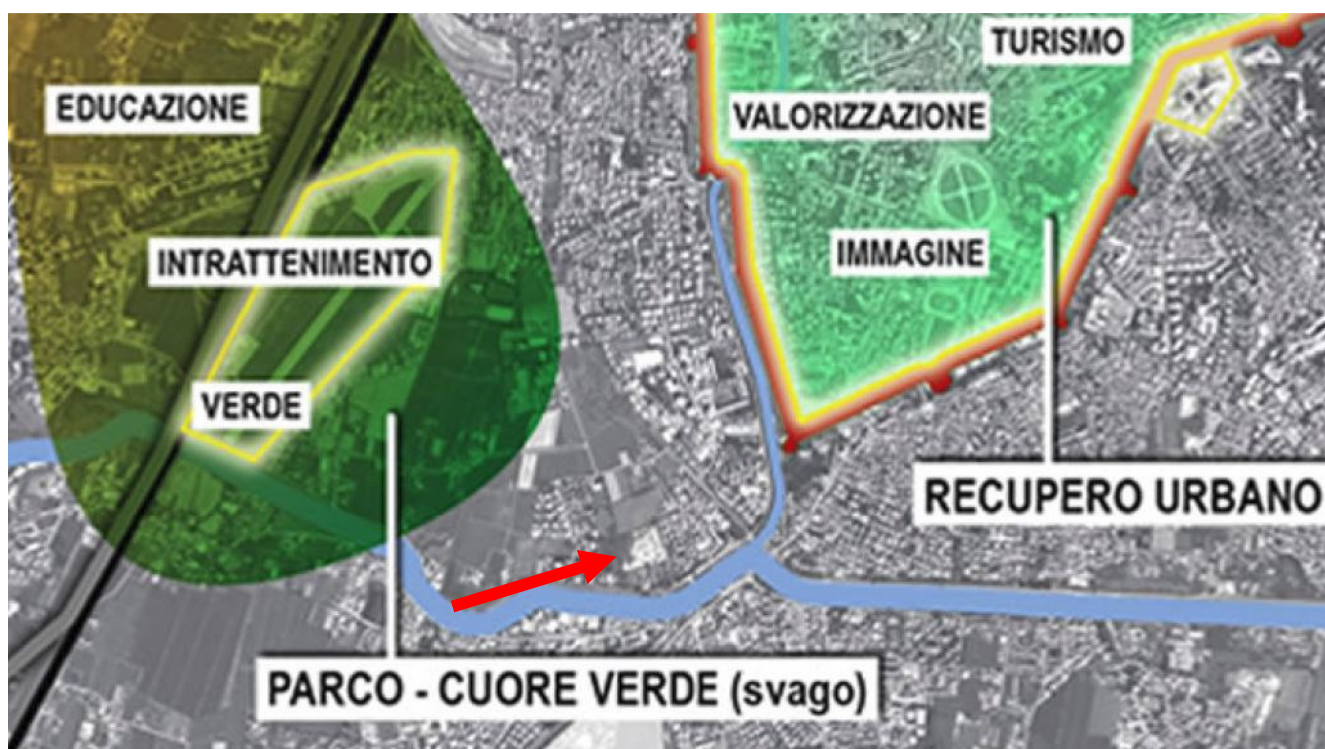 TURISMO
EDUCAZIONE
VALORIZZAZIONE
INTRATTENIMENTO
IMMAGINE
VERDE
RECUPERO URBANO
PARCO - CUORE VERDE (svago)